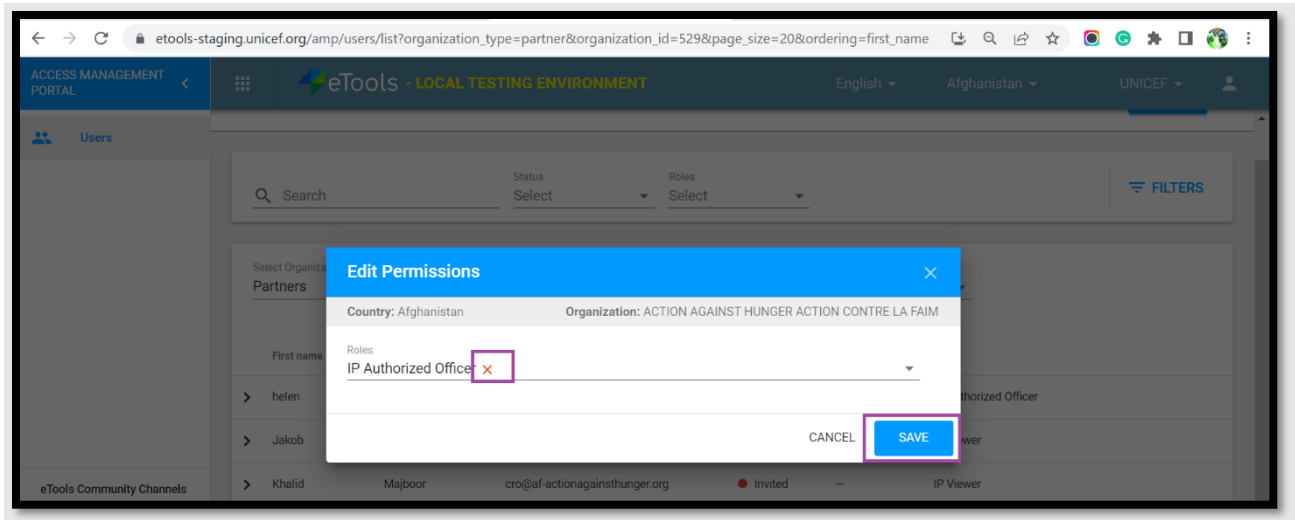 etools-staging.unicef.org/amp/users/list?organization_type=partner&organization_id=529&page_size=20&ordering=first_name
ACCESS MANAGEMENT
PORTAL
eTools - LOCAL TESTING ENVIRONMENT
English
Afghanistan
UNICEF
Users
Search
Status
Select
Roles
Select
FILTERS
Select Organiza
Partners
Edit Permissions
Country: Afghanistan
Organization: ACTION AGAINST HUNGER ACTION CONTRE LA FAIM
Roles
IP Authorized Officer
First name
helen
thorized Officer
CANCEL
SAVE
Jakob
wer
Khalid
Majboor
cro@af-actionagainsthunger.org
Invited
–
IP Viewer
eTools Community Channels